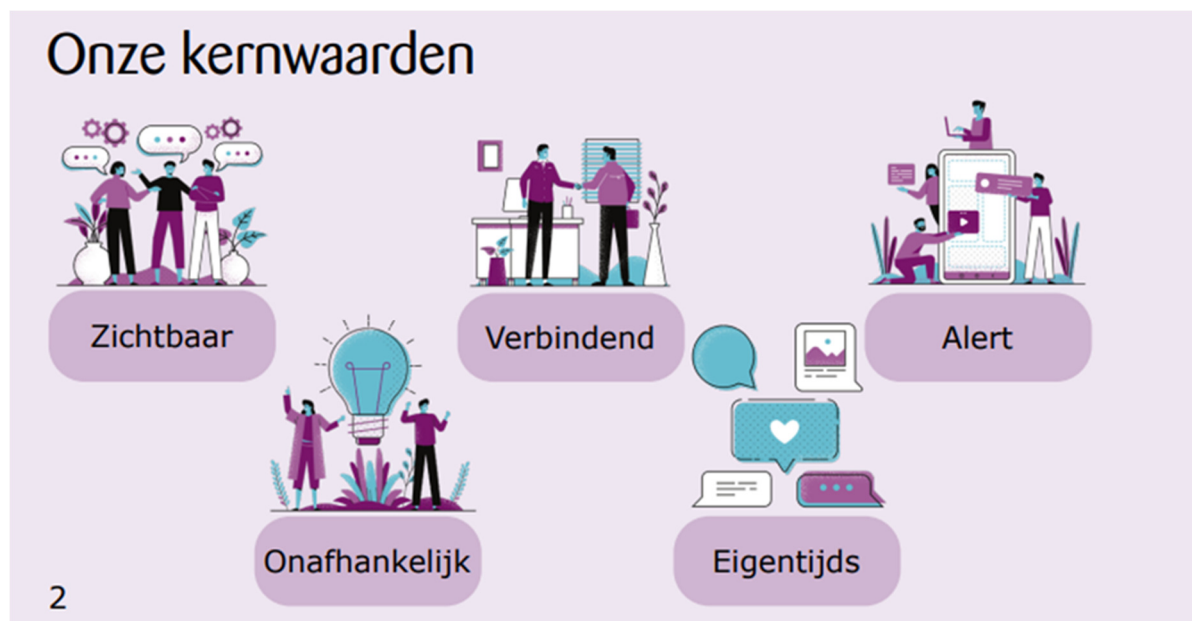 Onze kernwaarden
Zichtbaar
Verbindend
Alert
Onafhankelijk
Eigentijds
2